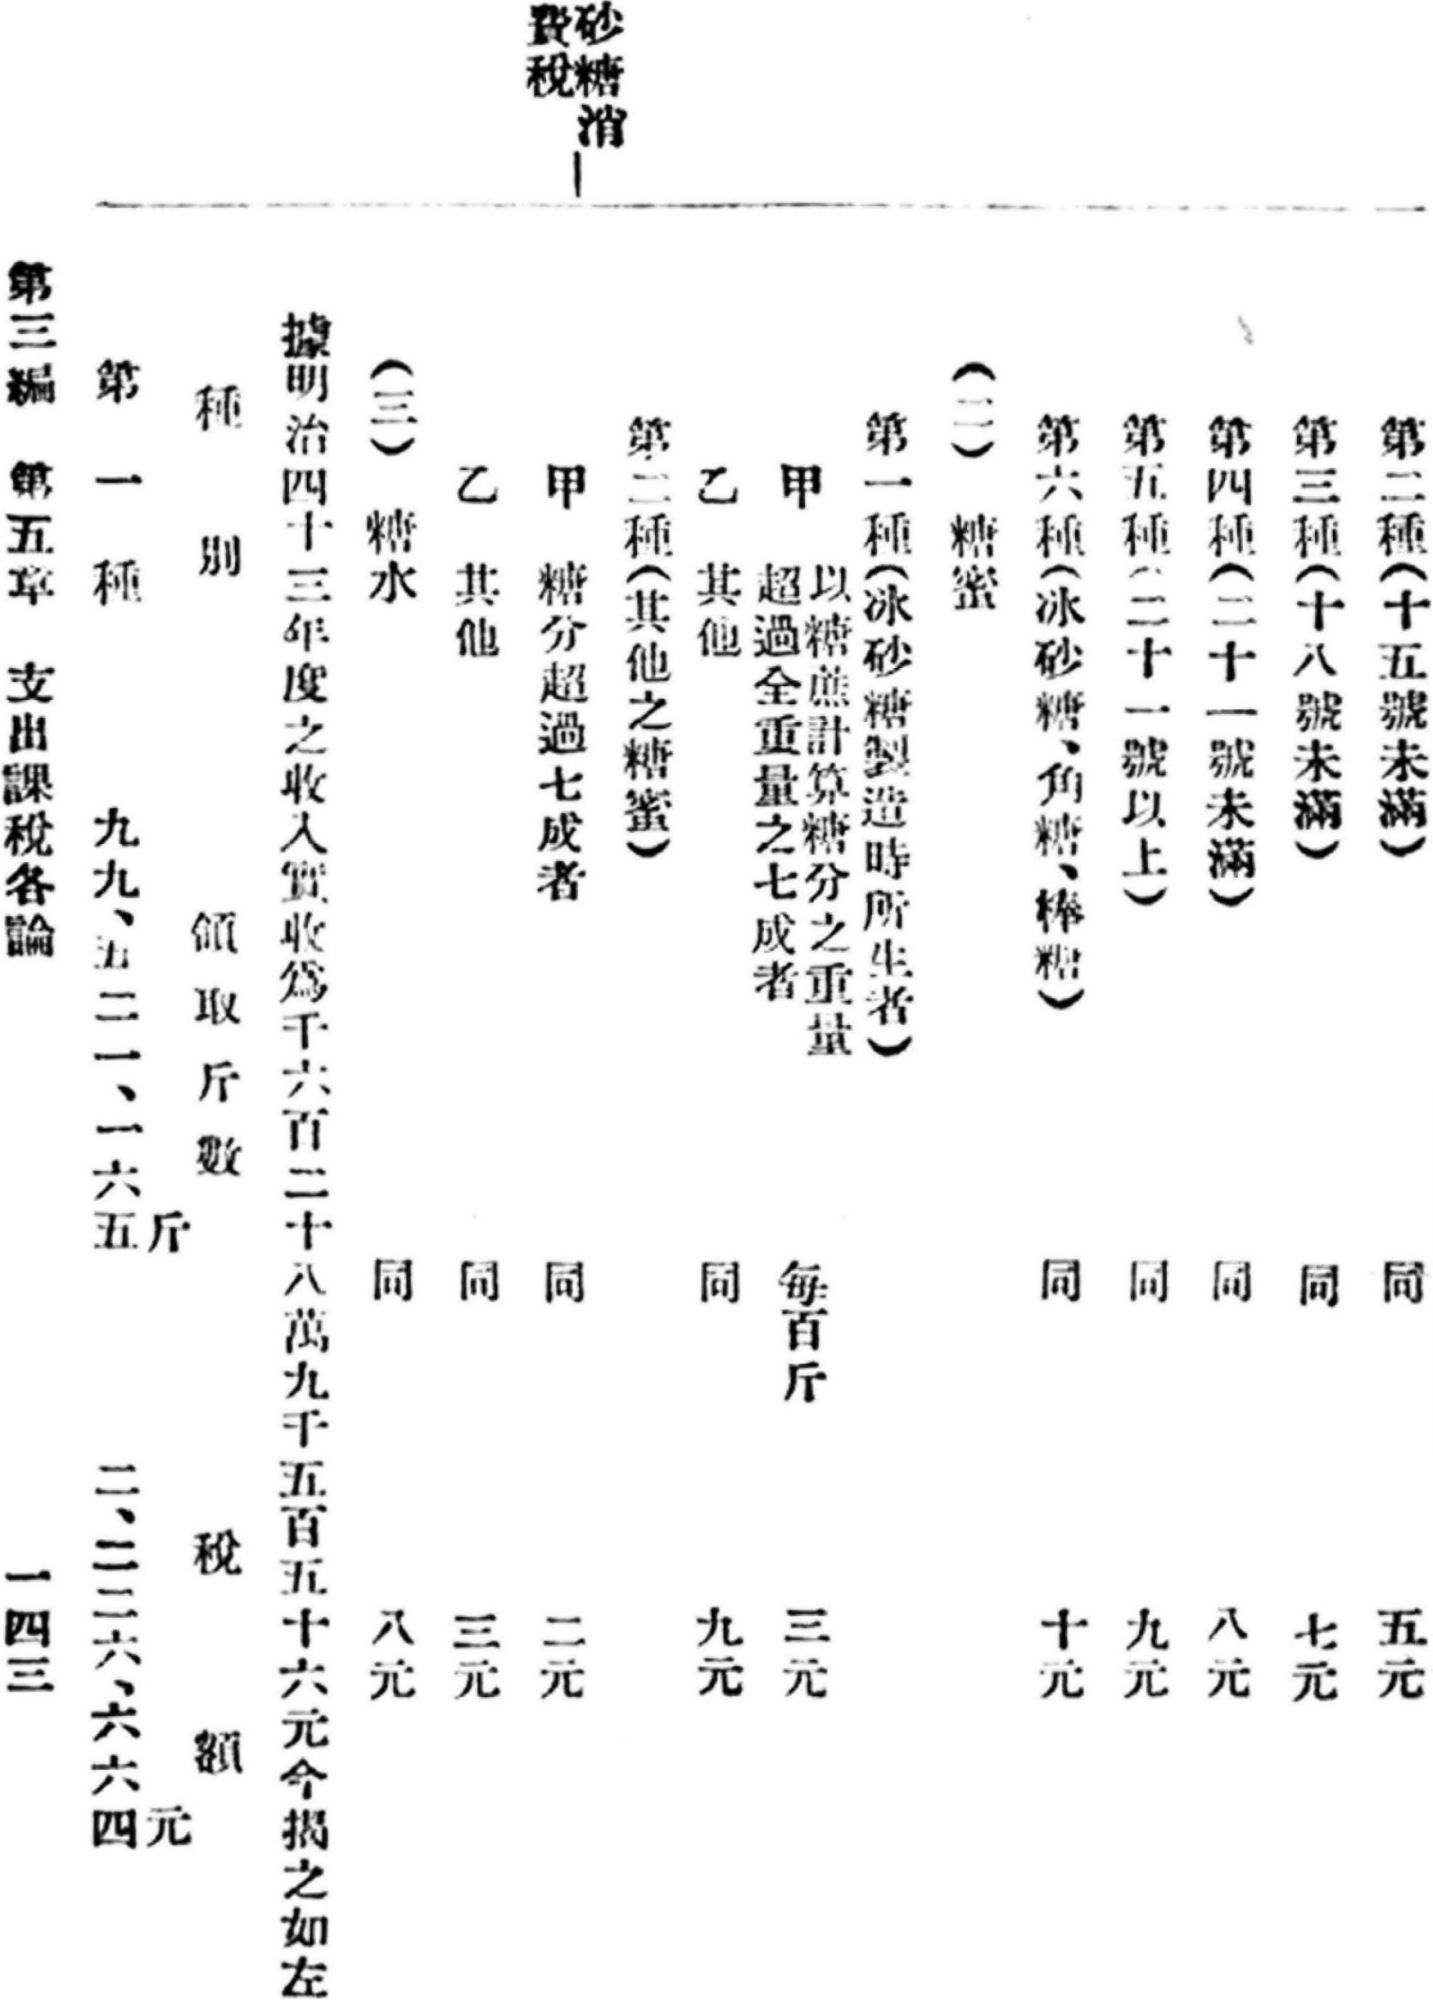 砂糖消
費稅
第二種（十五號未滿） 同 五元
第三種（十八號未滿） 同 七元
第四種（二十一號未滿） 同 八元
第五種（二十一號以上） 同 九元
第六種（冰砂糖、角糖、棒糖） 同 十元
（二） 糖蜜
第一種（冰砂糖製造時所生者）
甲 以糖蔗計算糖分之重量
超過全重量之七成者 每百斤 三元
乙 其他 同 九元
第二種（其他之糖蜜）
甲 糖分超過七成者 同 二元
乙 其他 同 三元
（三） 糖水 同 八元
據明治四十三年度之收入實收爲千六百二十八萬九千五百五十六元今揭之如左
種別 領取斤數 稅額
第一種 九九、五二一、一六五斤 二、二二六、六六四元
第三編 第五章 支出課稅各論 一四三